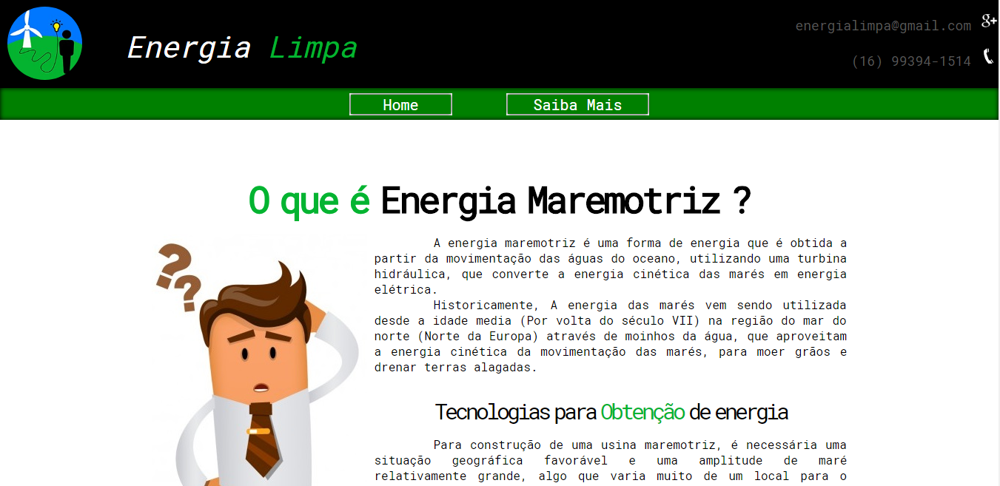 Energia Limpa
energialimpa@gmail.com
g+
(16) 99394-1514
Home
Saiba Mais
O que é Energia Maremotriz ?
? ?
A energia maremotriz é uma forma de energia que é obtida a
partir da movimentação das águas do oceano, utilizando uma turbina
hidráulica, que converte a energia cinética das marés em energia
elétrica.
Historicamente, A energia das marés vem sendo utilizada
desde a idade media (Por volta do século VII) na região do mar do
norte (Norte da Europa) através de moinhos da água, que aproveitam
a energia cinética da movimentação das marés, para moer grãos e
drenar terras alagadas.
Tecnologias para Obtenção de energia
Para construção de uma usina maremotriz, é necessária uma
situação geográfica favorável e uma amplitude de maré
relativamente grande, algo que varia muito de um local para o